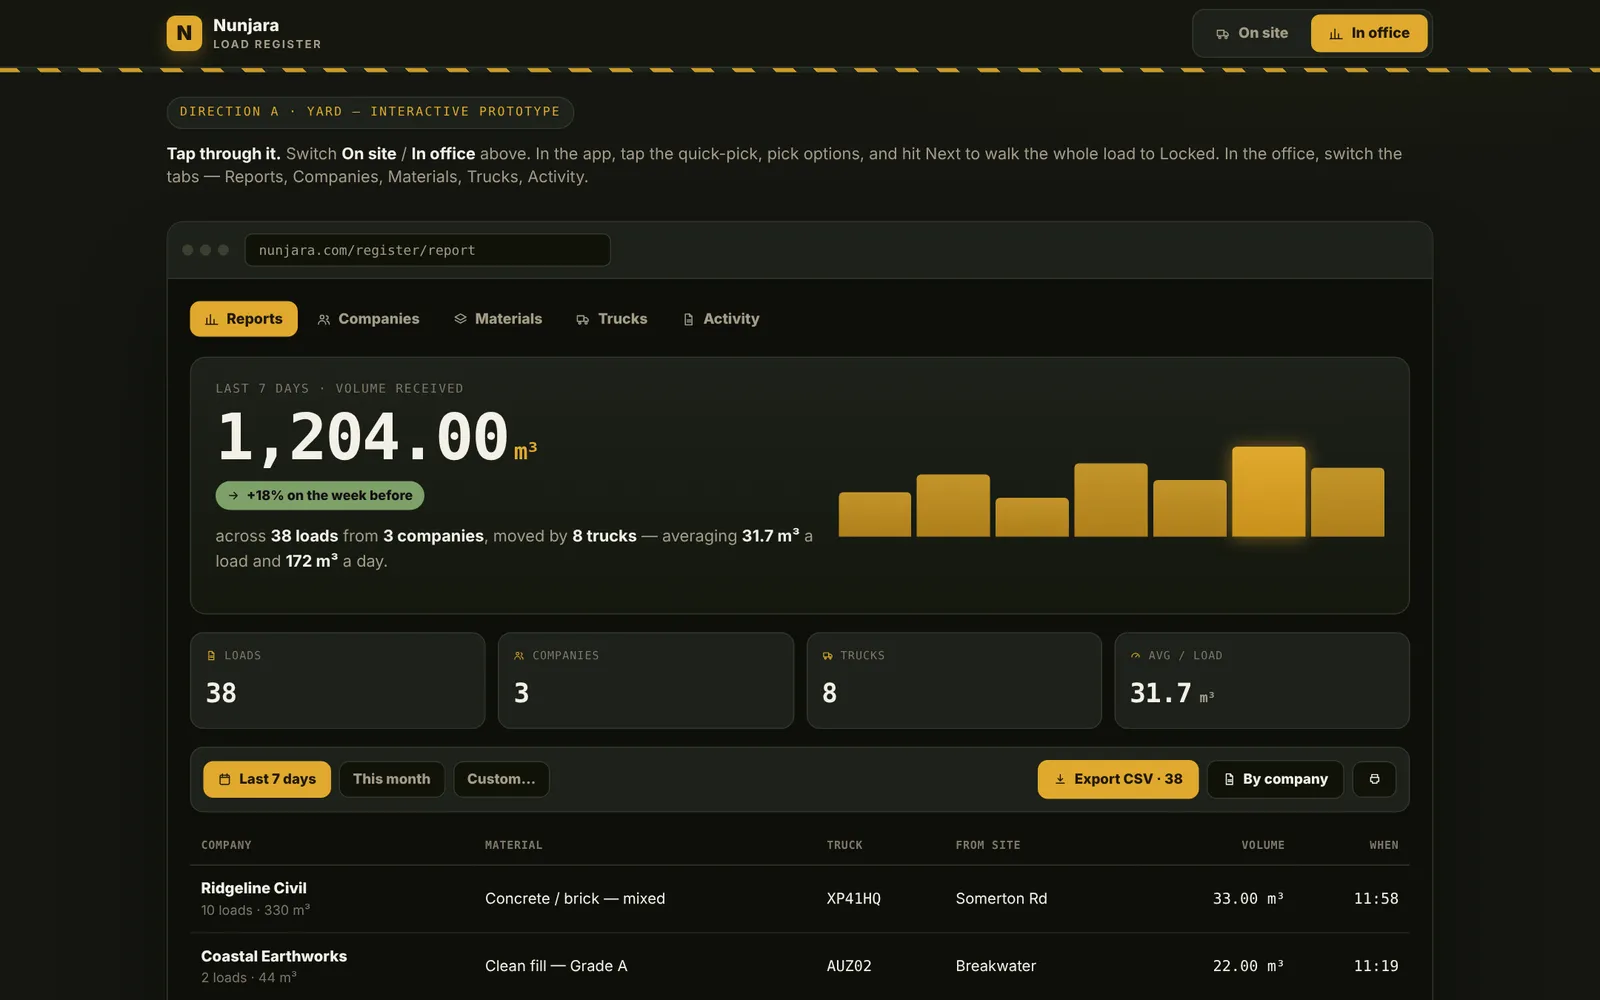 N
Nunjara
LOAD REGISTER
On site
In office
DIRECTION A · YARD — INTERACTIVE PROTOTYPE
Tap through it. Switch On site / In office above. In the app, tap the quick-pick, pick options, and hit Next to walk the whole load to Locked. In the office, switch the
tabs — Reports, Companies, Materials, Trucks, Activity.
nunjara.com/register/report
Reports
Companies
Materials
Trucks
Activity
LAST 7 DAYS · VOLUME RECEIVED
1,204.00 m³
→ +18% on the week before
across 38 loads from 3 companies, moved by 8 trucks — averaging 31.7 m³ a
load and 172 m³ a day.
LOADS
38
COMPANIES
3
TRUCKS
8
AVG / LOAD
31.7 m³
Last 7 days
This month
Custom...
Export CSV · 38
By company
COMPANY MATERIAL TRUCK FROM SITE VOLUME WHEN
Ridgeline Civil
10 loads · 330 m³
Concrete / brick — mixed
XP41HQ
Somerton Rd
33.00 m³
11:58
Coastal Earthworks
2 loads · 44 m³
Clean fill — Grade A
AUZ02
Breakwater
22.00 m³
11:19